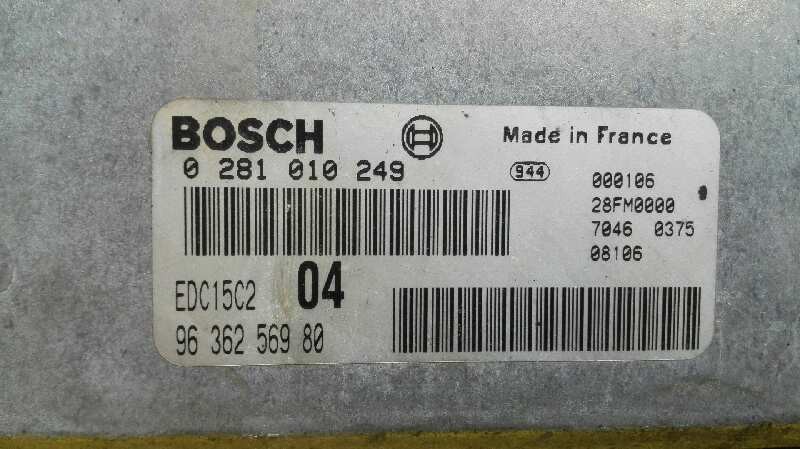 BOSCH
Made in France
0 281 010 249
944
000106
28FM0000
7046 0375
08106
EDC15C2 04
96 362 569 80